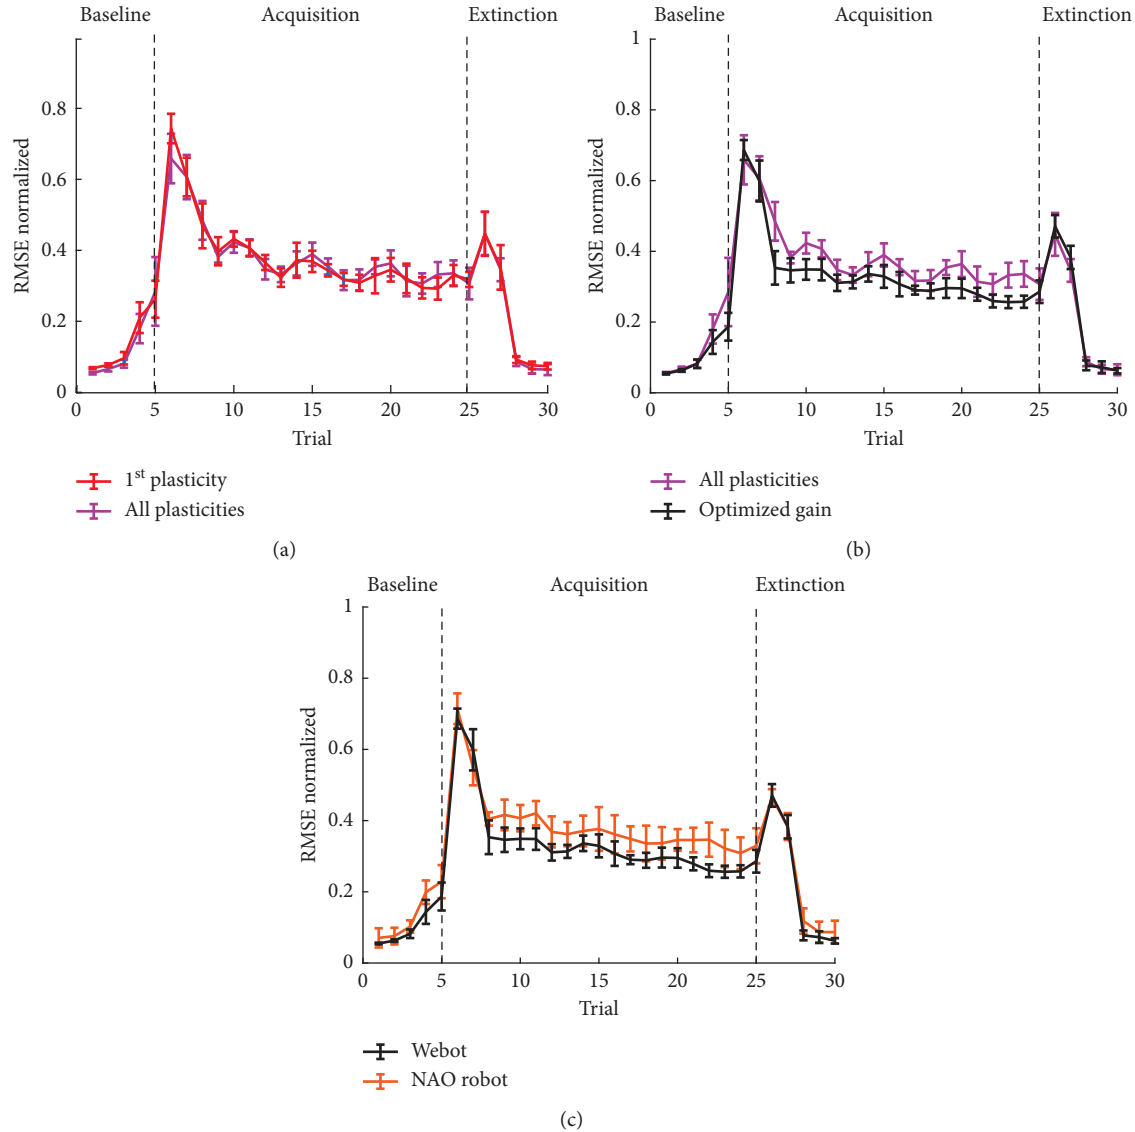 Baseline Acquisition Extinction
RMSE normalized
0 0.2 0.4 0.6 0.8
0 5 10 15 20 25 30
Trial
1st plasticity
All plasticities
(a)
Baseline Acquisition Extinction
RMSE normalized
0 0.2 0.4 0.6 0.8 1
0 5 10 15 20 25 30
Trial
All plasticities
Optimized gain
(b)
Baseline Acquisition Extinction
RMSE normalized
0 0.2 0.4 0.6 0.8 1
0 5 10 15 20 25 30
Trial
Webot
NAO robot
(c)